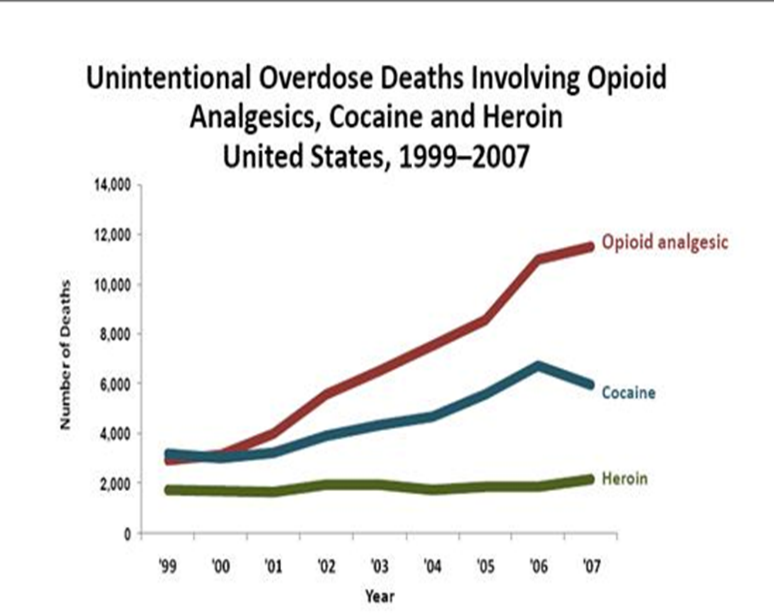 Unintentional Overdose Deaths Involving Opioid
Analgesics, Cocaine and Heroin
United States, 1999–2007
14,000
12,000
10,000
8,000
6,000
4,000
2,000
0
Number of Deaths
Opioid analgesic
Cocaine
Heroin
'99 '00 '01 '02 '03 '04 '05 '06 '07
Year